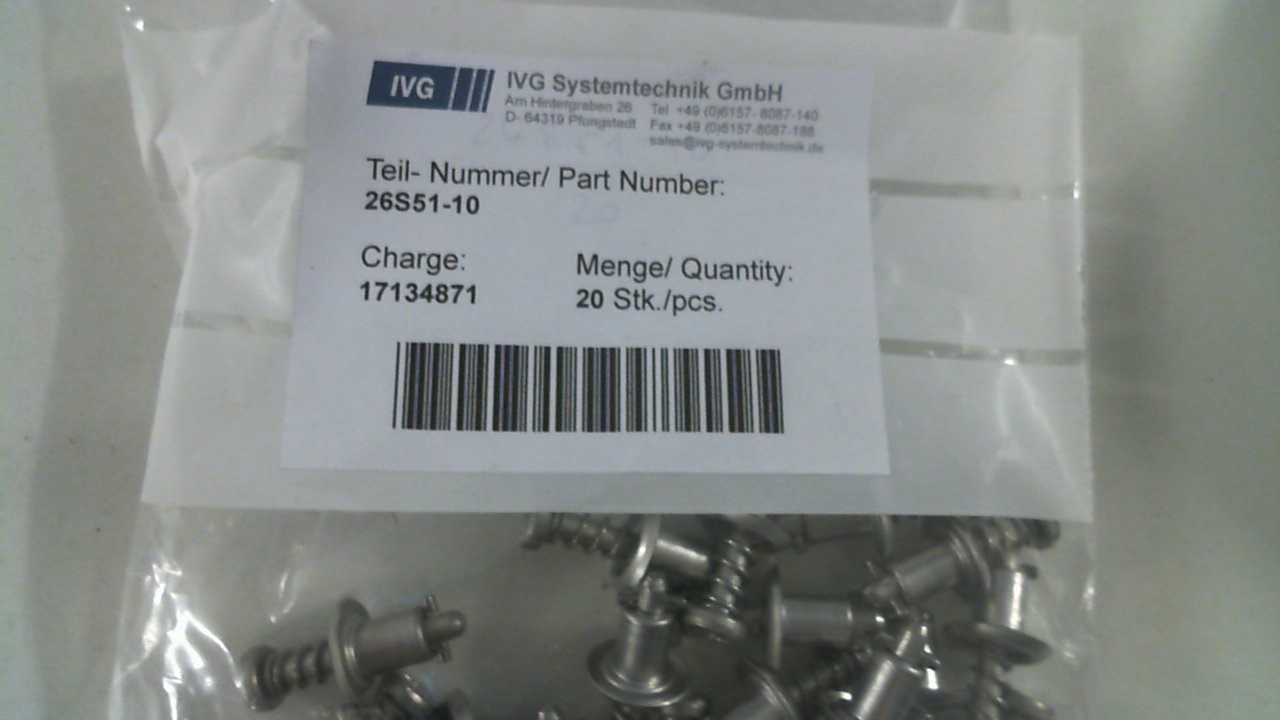 IVG
IVG Systemtechnik GmbH
Am Hintergraben 26 Tel +49 (0)6157- 8087-140
D- 64319 Pfungstadt Fax +49 (0)6157-8087-188
sales@ivg-systemtechnik.de
Teil- Nummer/ Part Number:
26S51-10
Charge: Menge/ Quantity:
17134871 20 Stk./pcs.